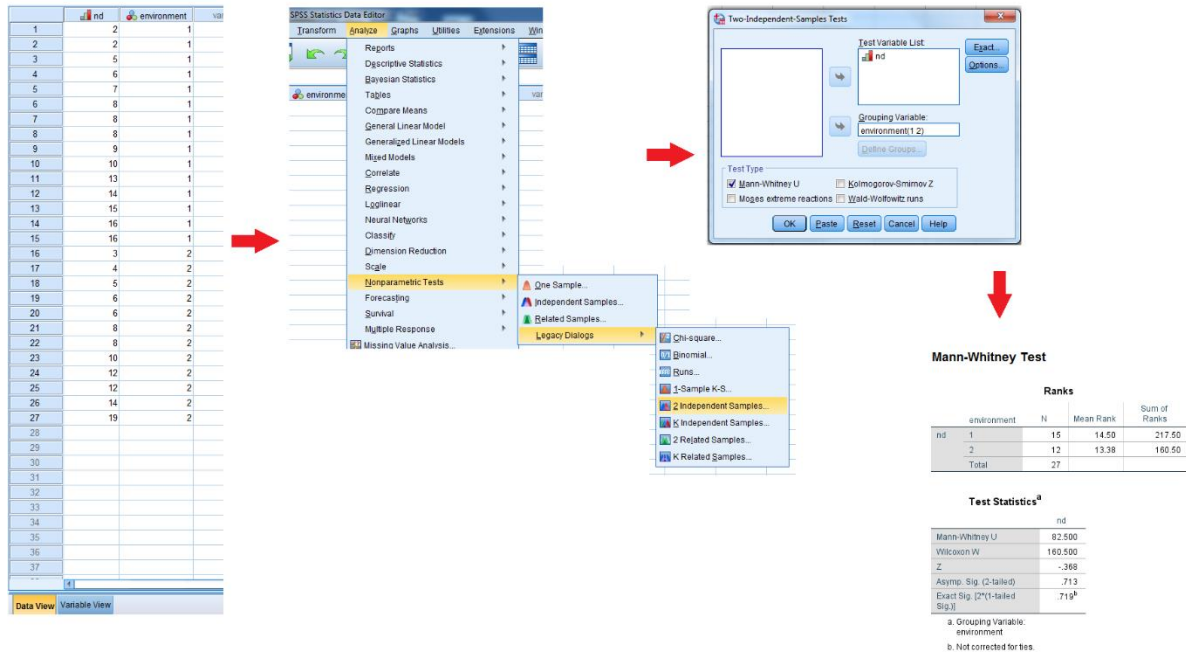 nd environment var
1 2 1
2 2 1
3 5 1
4 6 1
5 7 1
6 8 1
7 8 1
8 8 1
9 9 1
10 10 1
11 13 1
12 14 1
13 15 1
14 16 1
15 16 1
16 3 2
17 4 2
18 5 2
19 6 2
20 6 2
21 8 2
22 8 2
23 10 2
24 12 2
25 12 2
26 14 2
27 19 2
28
29
30
31
32
33
34
35
36
37
Data View Variable View
SPSS Statistics Data Editor
Transform Analyze Graphs Utilities Extensions Win
environme var
Reports
Descriptive Statistics
Bayesian Statistics
Tables
Compare Means
General Linear Model
Generalized Linear Models
Mixed Models
Correlate
Regression
Loglinear
Neural Networks
Classify
Dimension Reduction
Scale
Nonparametric Tests
Forecasting
Survival
Multiple Response
Missing Value Analysis...
One Sample...
Independent Samples...
Related Samples...
Legacy Dialogs
Chi-square...
Binomial...
Runs...
1-Sample K-S...
2 Independent Samples...
K Independent Samples...
2 Related Samples...
K Related Samples...
Two-Independent-Samples Tests
Test Variable List:
nd
Exact...
Options...
Grouping Variable:
environment(1 2)
Define Groups...
Test Type
Mann-Whitney U Kolmogorov-Smirnov Z
Moses extreme reactions Wald-Wolfowitz runs
OK Paste Reset Cancel Help
Mann-Whitney Test
Ranks
environment N Mean Rank Sum of
Ranks
nd 1 15 14.50 217.50
2 12 13.38 160.50
Total 27
Test Statistics a
nd
Mann-Whitney U 82.500
Wilcoxon W 160.500
Z -.368
Asymp. Sig. (2-tailed) .713
Exact Sig. [2*(1-tailed .719 b
Sig.)]
a. Grouping Variable:
environment
b. Not corrected for ties.